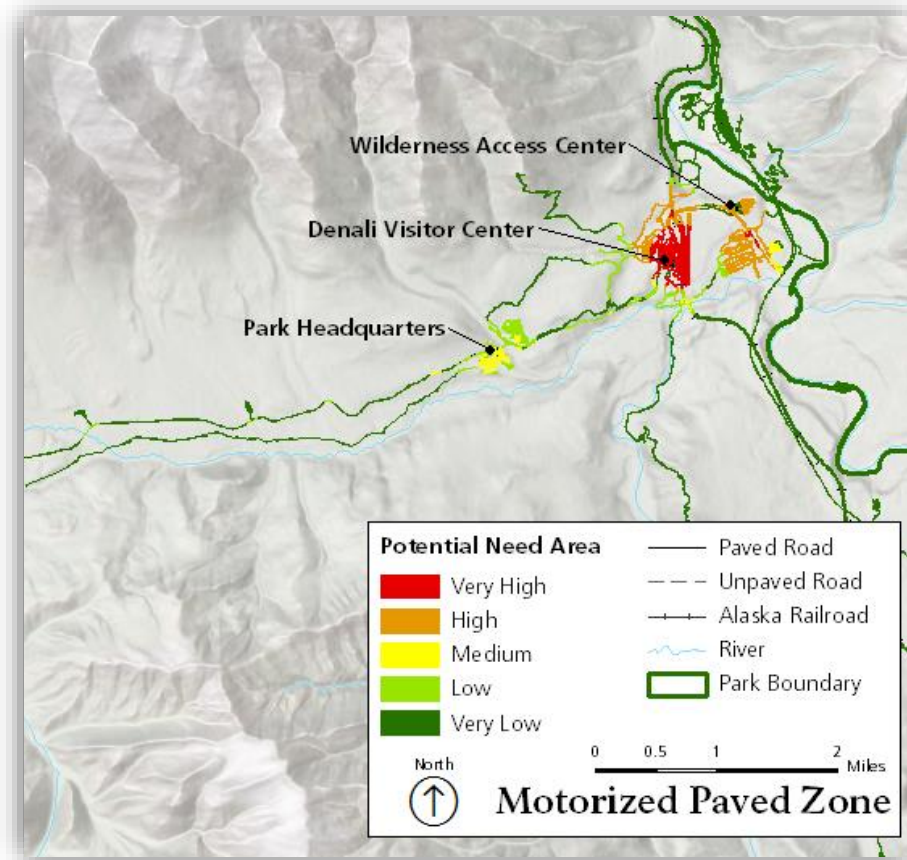 Wilderness Access Center
Denali Visitor Center
Park Headquarters
Potential Need Area
Very High
High
Medium
Low
Very Low
Paved Road
Unpaved Road
Alaska Railroad
River
Park Boundary
0 0.5 1 2
Miles
North
Motorized Paved Zone